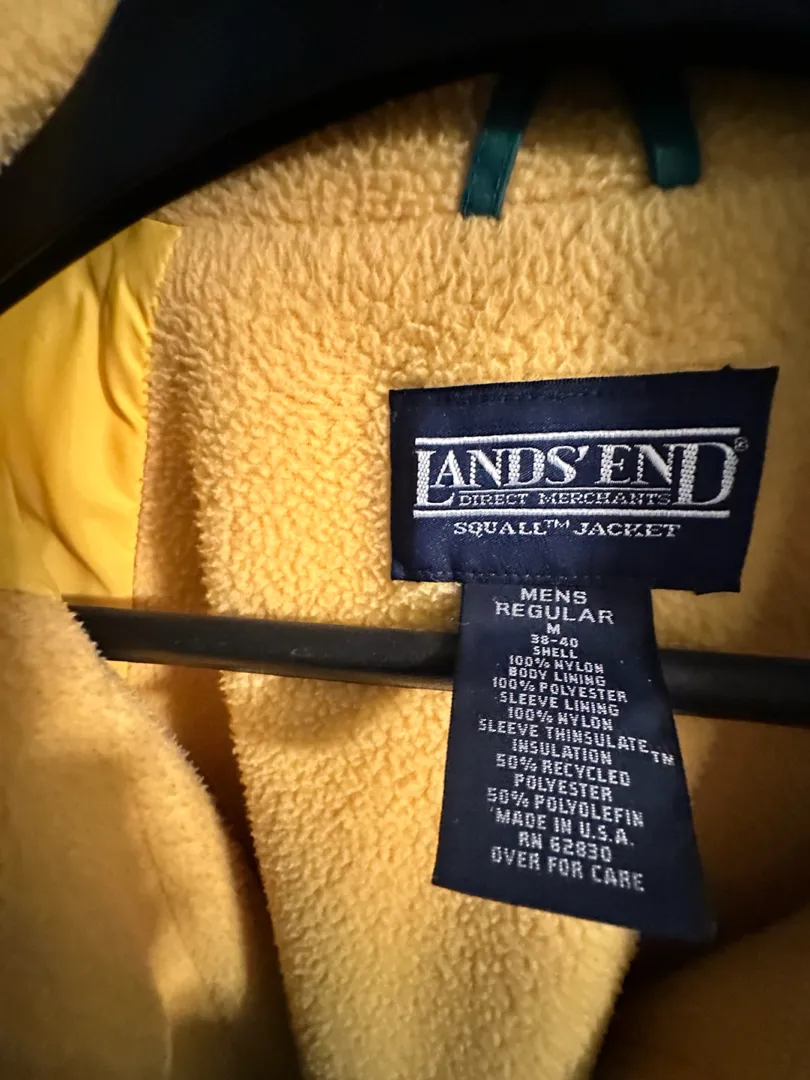 LANDS' END®
DIRECT MERCHANTS
SQUALL™ JACKET
MENS
REGULAR
M
38-40
SHELL
100% NYLON
BODY LINING
100% POLYESTER
SLEEVE LINING
100% NYLON
SLEEVE THINSULATE™
INSULATION
50% RECYCLED
POLYESTER
50% POLYOLEFIN
MADE IN U.S.A.
RN 62830
OVER FOR CARE